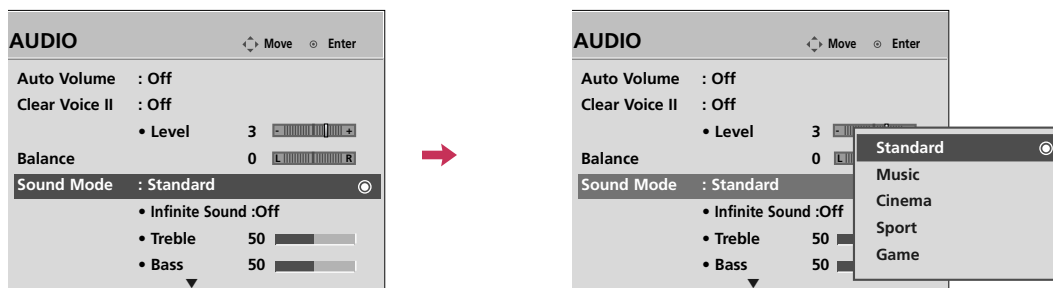 AUDIO Move Enter
Auto Volume : Off
Clear Voice II : Off
• Level 3 - +
Balance 0 L R
Sound Mode : Standard
• Infinite Sound :Off
• Treble 50
• Bass 50
AUDIO Move Enter
Auto Volume : Off
Clear Voice II : Off
• Level 3 -
Balance 0 L
Sound Mode : Standard
• Infinite Sound :Off
• Treble 50
• Bass 50
Standard
Music
Cinema
Sport
Game